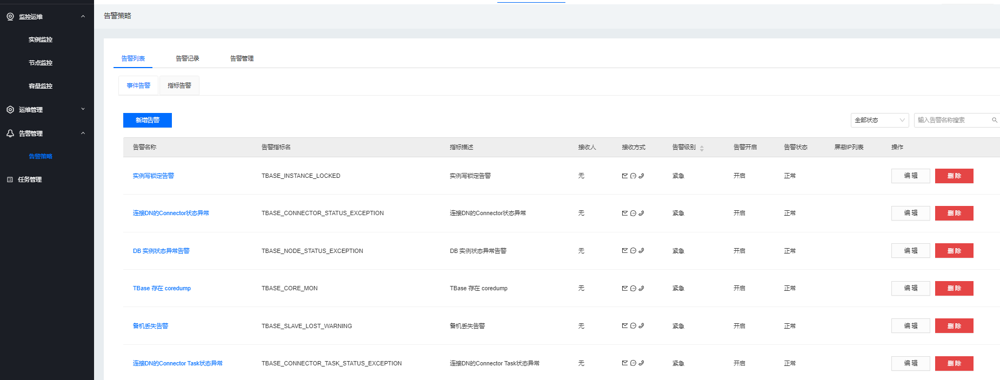 监控运维
实例监控
节点监控
容量监控
运维管理
告警管理
告警策略
任务管理
告警策略
告警列表 告警记录 告警管理
事件告警 指标告警
新增告警 全部状态 输入告警名称搜索
告警名称 告警指标名 指标描述 接收人 接收方式 告警级别 告警开启 告警状态 屏蔽IP列表 操作
实例写锁定告警 TBASE_INSTANCE_LOCKED 实例写锁定告警 无 紧急 开启 正常 编辑 删除
连接DN的Connector状态异常 TBASE_CONNECTOR_STATUS_EXCEPTION 连接DN的Connector状态异常 无 紧急 开启 正常 编辑 删除
DB 实例状态异常告警 TBASE_NODE_STATUS_EXCEPTION DB 实例状态异常告警 无 紧急 开启 正常 编辑 删除
TBase 存在 coredump TBASE_CORE_MON TBase 存在 coredump 无 紧急 开启 正常 编辑 删除
备机丢失告警 TBASE_SLAVE_LOST_WARNING 备机丢失告警 无 紧急 开启 正常 编辑 删除
连接DN的Connector Task状态异常 TBASE_CONNECTOR_TASK_STATUS_EXCEPTION 连接DN的Connector Task状态异常 无 紧急 开启 正常 编辑 删除